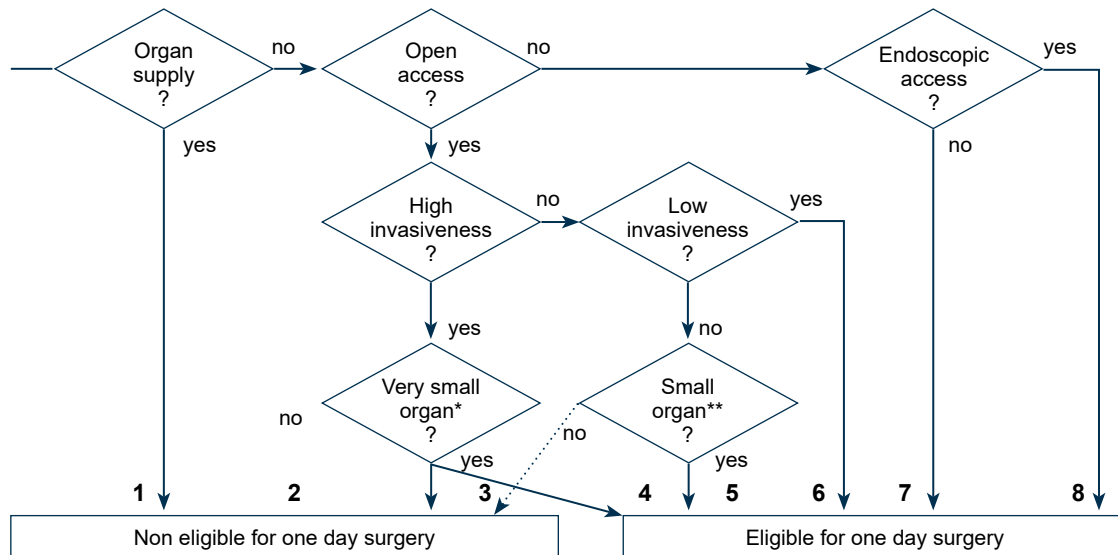 Organ
supply
?
no
Open
access
?
no
Endoscopic
access
?
yes
yes
yes
no
High
invasiveness
?
no
Low
invasiveness
?
yes
yes
no
Very small
organ*
?
no
Small
organ**
?
no
yes
yes
1
2
3
4
5
6
7
8
Non eligible for one day surgery
Eligible for one day surgery